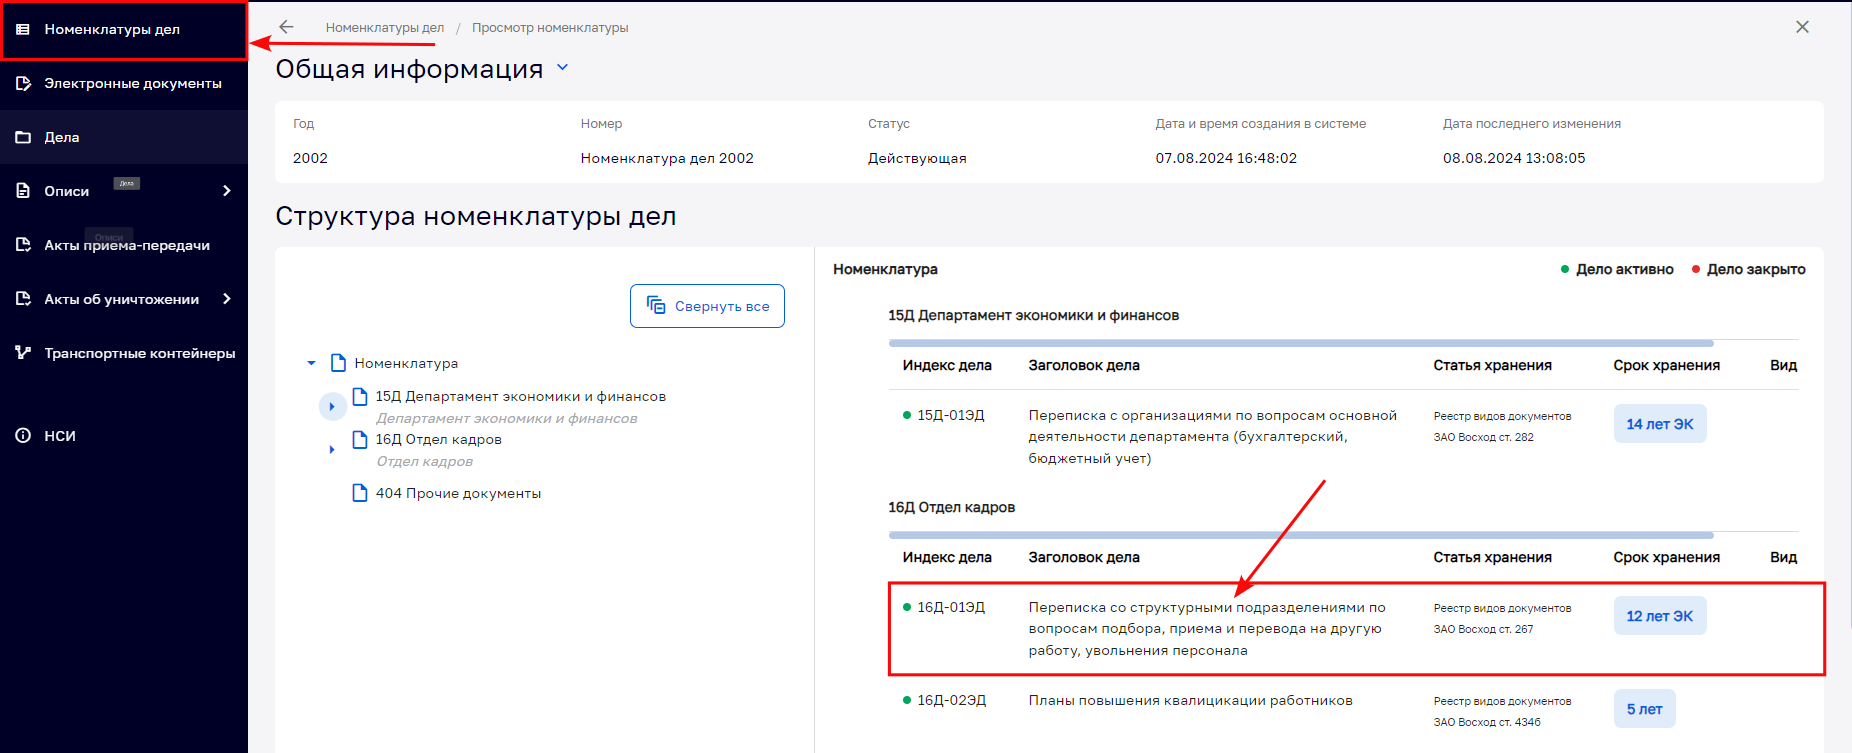 Номенклатуры дел
Электронные документы
Дела
Описи
Дела
Описи
Акты приема-передачи
Акты об уничтожении
Транспортные контейнеры
НСИ
Номенклатуры дел / Просмотр номенклатуры
Общая информация
Год
Номер
Статус
Дата и время создания в системе
Дата последнего изменения
2002
Номенклатура дел 2002
Действующая
07.08.2024 16:48:02
08.08.2024 13:08:05
Структура номенклатуры дел
Свернуть все
Номенклатура
15Д Департамент экономики и финансов
Департамент экономики и финансов
16Д Отдел кадров
Отдел кадров
404 Прочие документы
Номенклатура
Дело активно
Дело закрыто
15Д Департамент экономики и финансов
Индекс дела
Заголовок дела
Статья хранения
Срок хранения
Вид
15Д-01ЭД
Переписка с организациями по вопросам основной
деятельности департамента (бухгалтерский,
бюджетный учет)
Реестр видов документов
ЗАО Восход ст. 282
14 лет ЭК
16Д Отдел кадров
Индекс дела
Заголовок дела
Статья хранения
Срок хранения
Вид
16Д-01ЭД
Переписка со структурными подразделениями по
вопросам подбора, приема и перевода на другую
работу, увольнения персонала
Реестр видов документов
ЗАО Восход ст. 267
12 лет ЭК
16Д-02ЭД
Планы повышения квалицикации работников
Реестр видов документов
ЗАО Восход ст. 434б
5 лет